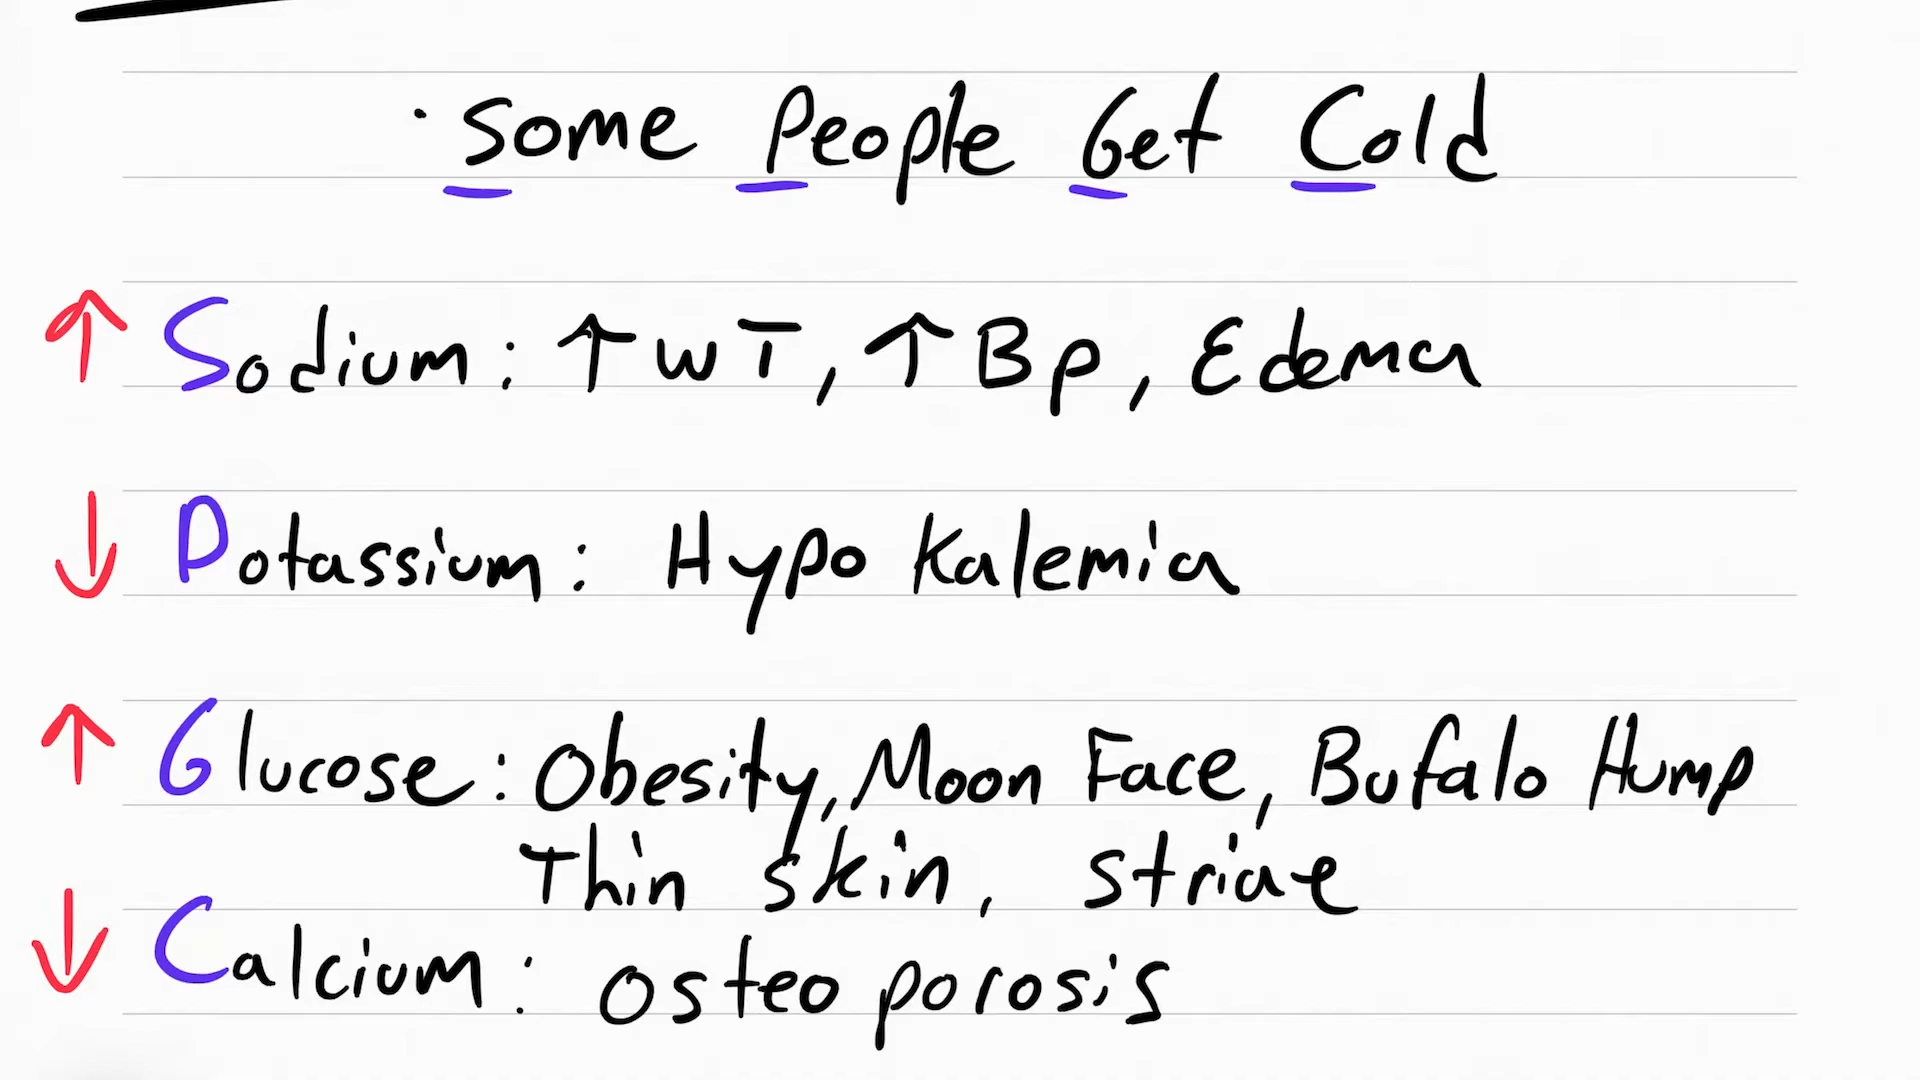 · Some People Get Cold
↑ Sodium: ↑ WT, ↑ Bp, Edema
↓ Potassium: Hypo Kalemia
↑ Glucose: Obesity, Moon Face, Bufalo Hump
Thin skin, striae
↓ Calcium: Osteo porosis